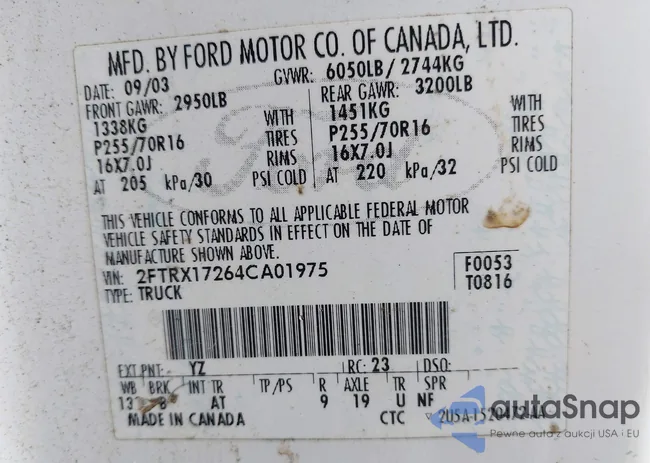 MFD. BY FORD MOTOR CO. OF CANADA, LTD.
DATE: 09/03 GVWR: 6050LB/ 2744KG
FRONT GAWR: 2950LB REAR GAWR: 3200LB
1338KG WITH 1451KG WITH
P255/70R16 TIRES P255/70R16 TIRES
16X7.0J RIMS 16X7.0J RIMS
AT 205 kPa/30 PSI COLD AT 220 kPa/32 PSI COLD
THIS VEHICLE CONFORMS TO ALL APPLICABLE FEDERAL MOTOR
VEHICLE SAFETY STANDARDS IN EFFECT ON THE DATE OF
MANUFACTURE SHOWN ABOVE.
VIN: 2FTRX17264CA01975 F0053
TYPE: TRUCK T0816
EXT PNT: YZ RC: 23 DSO:
WB BRK INT TR TP/PS R AXLE TR SPR
AT 9 19 U NF
MADE IN CANADA CTC
autoSnap
Pewne auta z aukcji USA i EU